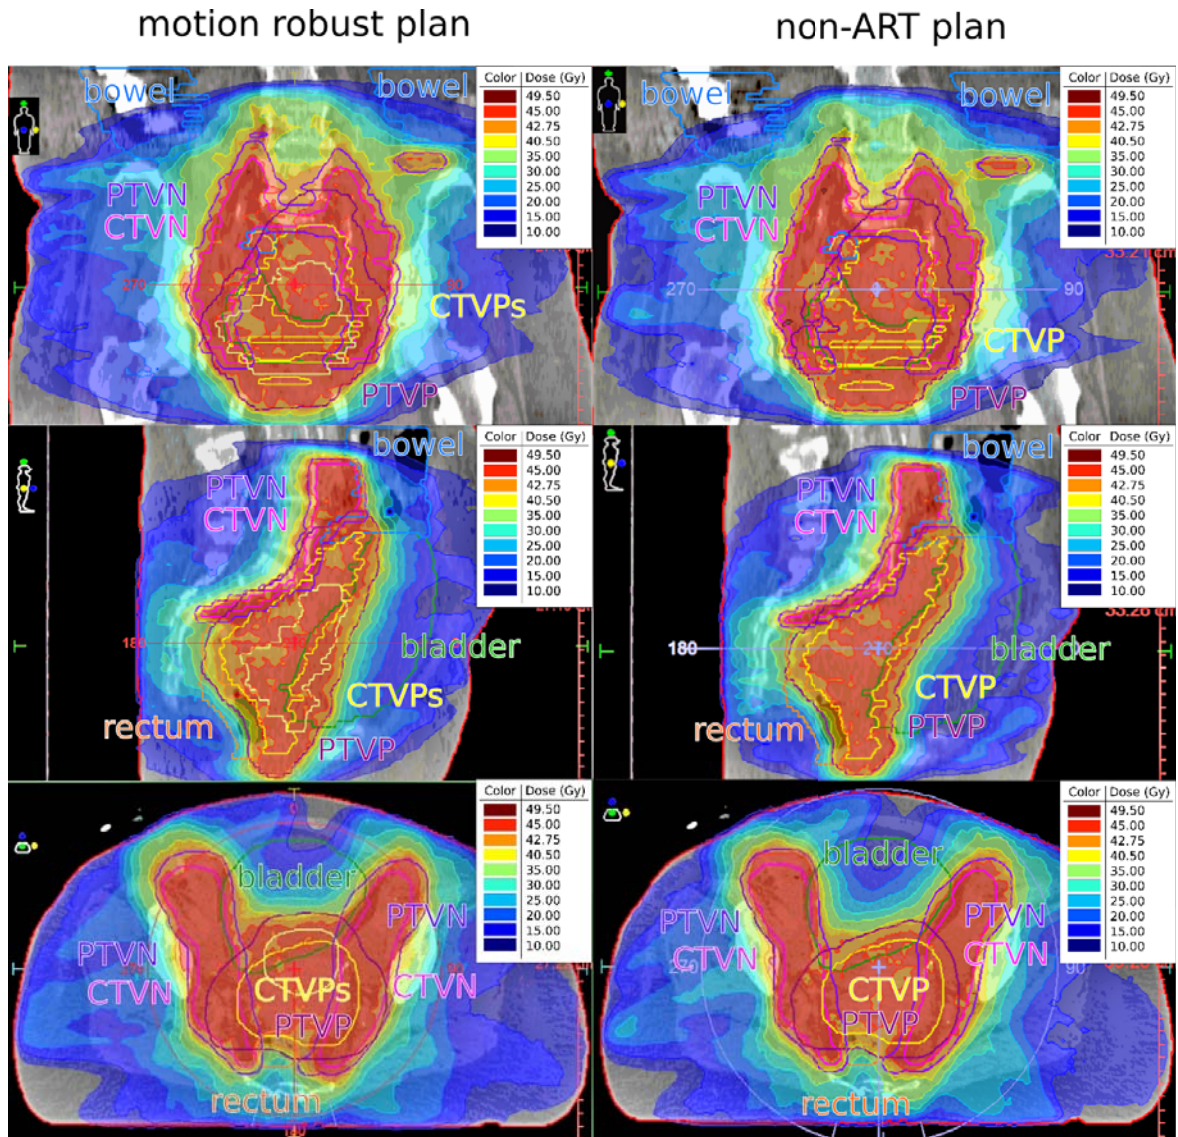 motion robust plan
non-ART plan
bowel
bowel
Color Dose (Gy)
49.50
45.00
42.75
40.50
35.00
30.00
25.00
20.00
15.00
10.00
PTVN
CTVN
270
90
CTVPs
PTVP
bowel
bowel
Color Dose (Gy)
49.50
45.00
42.75
40.50
35.00
30.00
25.00
20.00
15.00
10.00
PTVN
CTVN
270
90
CTVP
PTVP
bowel
Color Dose (Gy)
49.50
45.00
42.75
40.50
35.00
30.00
25.00
20.00
15.00
10.00
PTVN
CTVN
180
bladder
CTVPs
rectum
PTVP
bowel
Color Dose (Gy)
49.50
45.00
42.75
40.50
35.00
30.00
25.00
20.00
15.00
10.00
PTVN
CTVN
180
bladder
CTVP
rectum
PTVP
Color Dose (Gy)
49.50
45.00
42.75
40.50
35.00
30.00
25.00
20.00
15.00
10.00
bladder
PTVN
PTVN
CTVN
CTVN
CTVPs
PTVP
rectum
Color Dose (Gy)
49.50
45.00
42.75
40.50
35.00
30.00
25.00
20.00
15.00
10.00
bladder
PTVN
PTVN
CTVN
CTVN
270
90
CTVP
PTVP
rectum